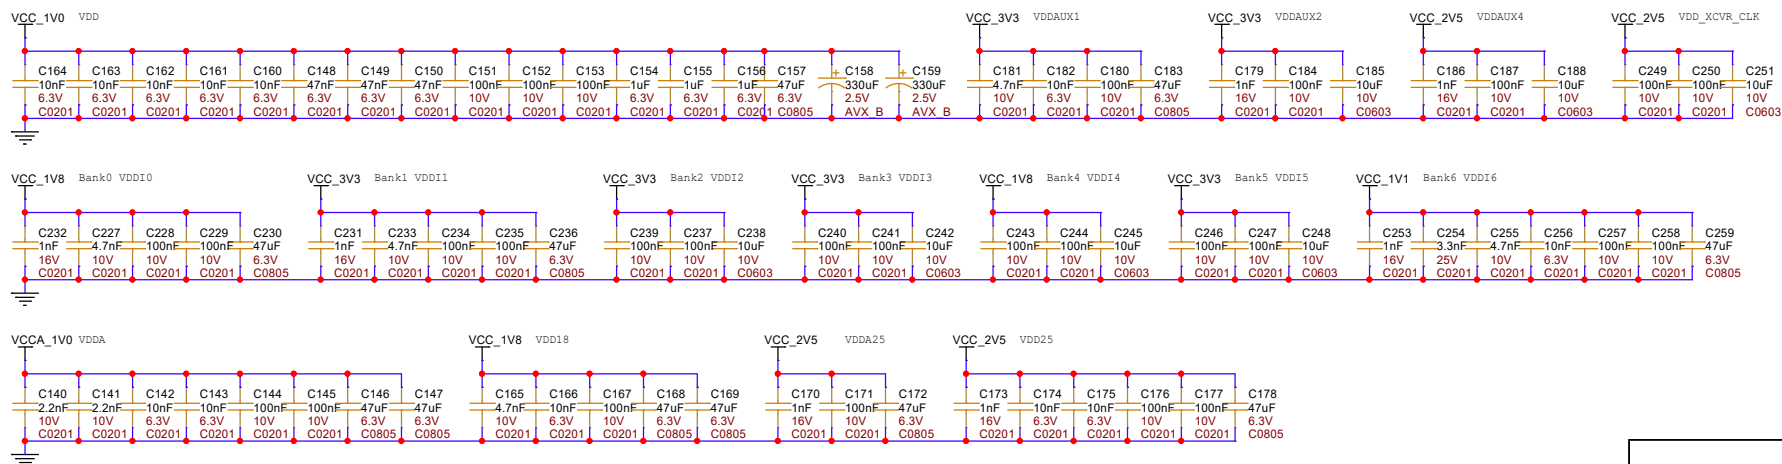 VCC_1V0 VDD VCC_3V3 VDDAUX1 VCC_3V3 VDDAUX2 VCC_2V5 VDDAUX4 VCC_2V5 VDD_XCVR_CLK
C164 C163 C162 C161 C160 C148 C149 C150 C151 C152 C153 C154 C155 C156 C157 C158 C159 C181 C182 C180 C183 C179 C184 C185 C186 C187 C188 C249 C250 C251
10nF 10nF 10nF 10nF 10nF 47nF 47nF 47nF 100nF 100nF 100nF 1uF 1uF 1uF 47uF 330uF 330uF 4.7nF 10nF 100nF 47uF 1nF 100nF 10uF 1nF 100nF 10uF 100nF 100nF 10uF
6.3V 6.3V 6.3V 6.3V 6.3V 6.3V 6.3V 6.3V 10V 10V 10V 6.3V 6.3V 6.3V 6.3V 2.5V 2.5V 10V 6.3V 10V 6.3V 16V 10V 10V 16V 10V 10V 10V 10V 10V
C0201 C0201 C0201 C0201 C0201 C0201 C0201 C0201 C0201 C0201 C0201 C0201 C0201 C0201 C0805 AVX_B AVX_B C0201 C0201 C0201 C0805 C0201 C0201 C0603 C0201 C0201 C0603 C0201 C0201 C0603
VCC_1V8 Bank0 VDDI0 VCC_3V3 Bank1 VDDI1 VCC_3V3 Bank2 VDDI2 VCC_3V3 Bank3 VDDI3 VCC_1V8 Bank4 VDDI4 VCC_3V3 Bank5 VDDI5 VCC_1V1 Bank6 VDDI6
C232 C227 C228 C229 C230 C231 C233 C234 C235 C236 C239 C237 C238 C240 C241 C242 C243 C244 C245 C246 C247 C248 C253 C254 C255 C256 C257 C258 C259
1nF 4.7nF 100nF 100nF 47uF 1nF 4.7nF 100nF 100nF 47uF 100nF 100nF 10uF 100nF 100nF 10uF 100nF 100nF 10uF 100nF 100nF 10uF 1nF 3.3nF 4.7nF 10nF 100nF 100nF 47uF
16V 10V 10V 10V 6.3V 16V 10V 10V 10V 6.3V 10V 10V 10V 10V 10V 10V 10V 10V 10V 10V 10V 10V 16V 25V 10V 6.3V 10V 10V 6.3V
C0201 C0201 C0201 C0201 C0805 C0201 C0201 C0201 C0201 C0805 C0201 C0201 C0603 C0201 C0201 C0603 C0201 C0201 C0603 C0201 C0201 C0603 C0201 C0201 C0201 C0201 C0201 C0201 C0805
VCCA_1V0 VDDA VCC_1V8 VDD18 VCC_2V5 VDDA25 VCC_2V5 VDD25
C140 C141 C142 C143 C144 C145 C146 C147 C165 C166 C167 C168 C169 C170 C171 C172 C173 C174 C175 C176 C177 C178
2.2nF 2.2nF 10nF 10nF 100nF 100nF 47uF 47uF 4.7nF 10nF 100nF 47uF 47uF 1nF 100nF 47uF 1nF 10nF 10nF 100nF 100nF 47uF
10V 10V 6.3V 6.3V 10V 10V 6.3V 6.3V 10V 6.3V 10V 6.3V 6.3V 16V 10V 6.3V 16V 6.3V 6.3V 10V 10V 6.3V
C0201 C0201 C0201 C0201 C0201 C0201 C0805 C0805 C0201 C0201 C0201 C0805 C0805 C0201 C0201 C0805 C0201 C0201 C0201 C0201 C0201 C0805